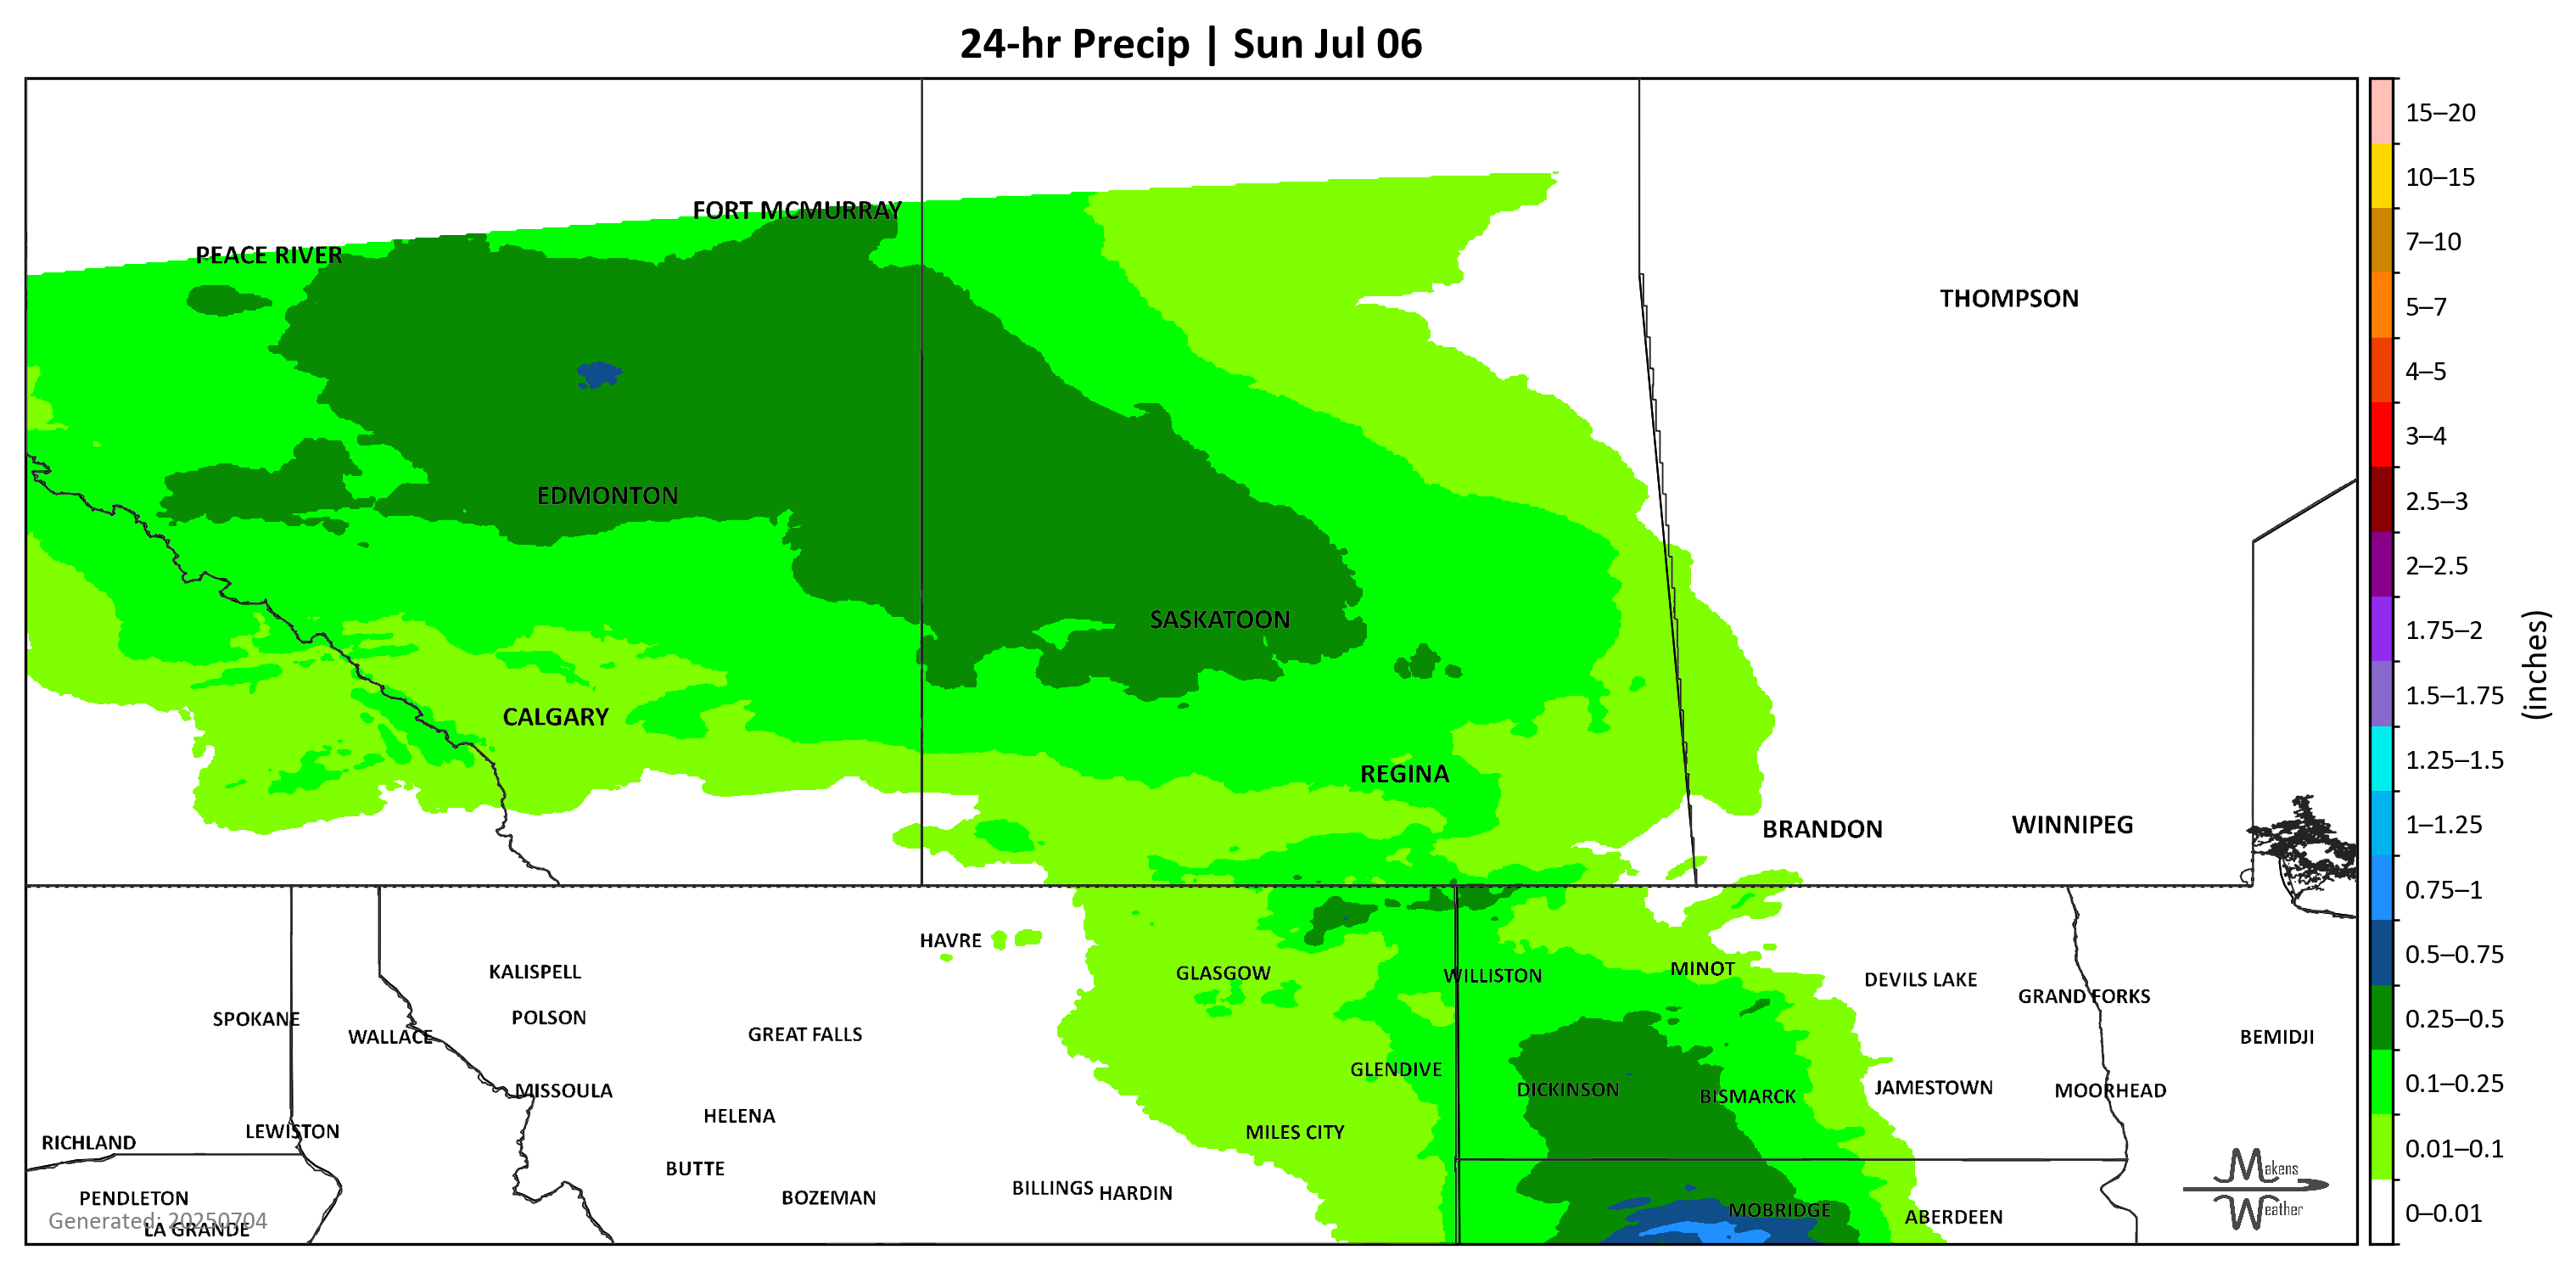 24-hr Precip | Sun Jul 06
FORT MCMURRAY
PEACE RIVER
THOMPSON
EDMONTON
SASKATOON
CALGARY
REGINA
BRANDON
WINNIPEG
HAVRE
KALISPELL
GLASGOW
WILLISTON
MINOT
DEVILS LAKE
GRAND FORKS
SPOKANE
POLSON
WALLACE
GREAT FALLS
BEMIDJI
GLENDIVE
MISSOULA
DICKINSON
BISMARCK
JAMESTOWN
MOORHEAD
HELENA
RICHLAND
LEWISTON
MILES CITY
BUTTE
PENDLETON
BOZEMAN
BILLINGS
HARDIN
MOBRIDGE
ABERDEEN
Generated: 20250704
LA GRANDE
Makens
Weather
15–20
10–15
7–10
5–7
4–5
3–4
2.5–3
2–2.5
1.75–2
1.5–1.75
1.25–1.5
1–1.25
0.75–1
0.5–0.75
0.25–0.5
0.1–0.25
0.01–0.1
0–0.01
(inches)